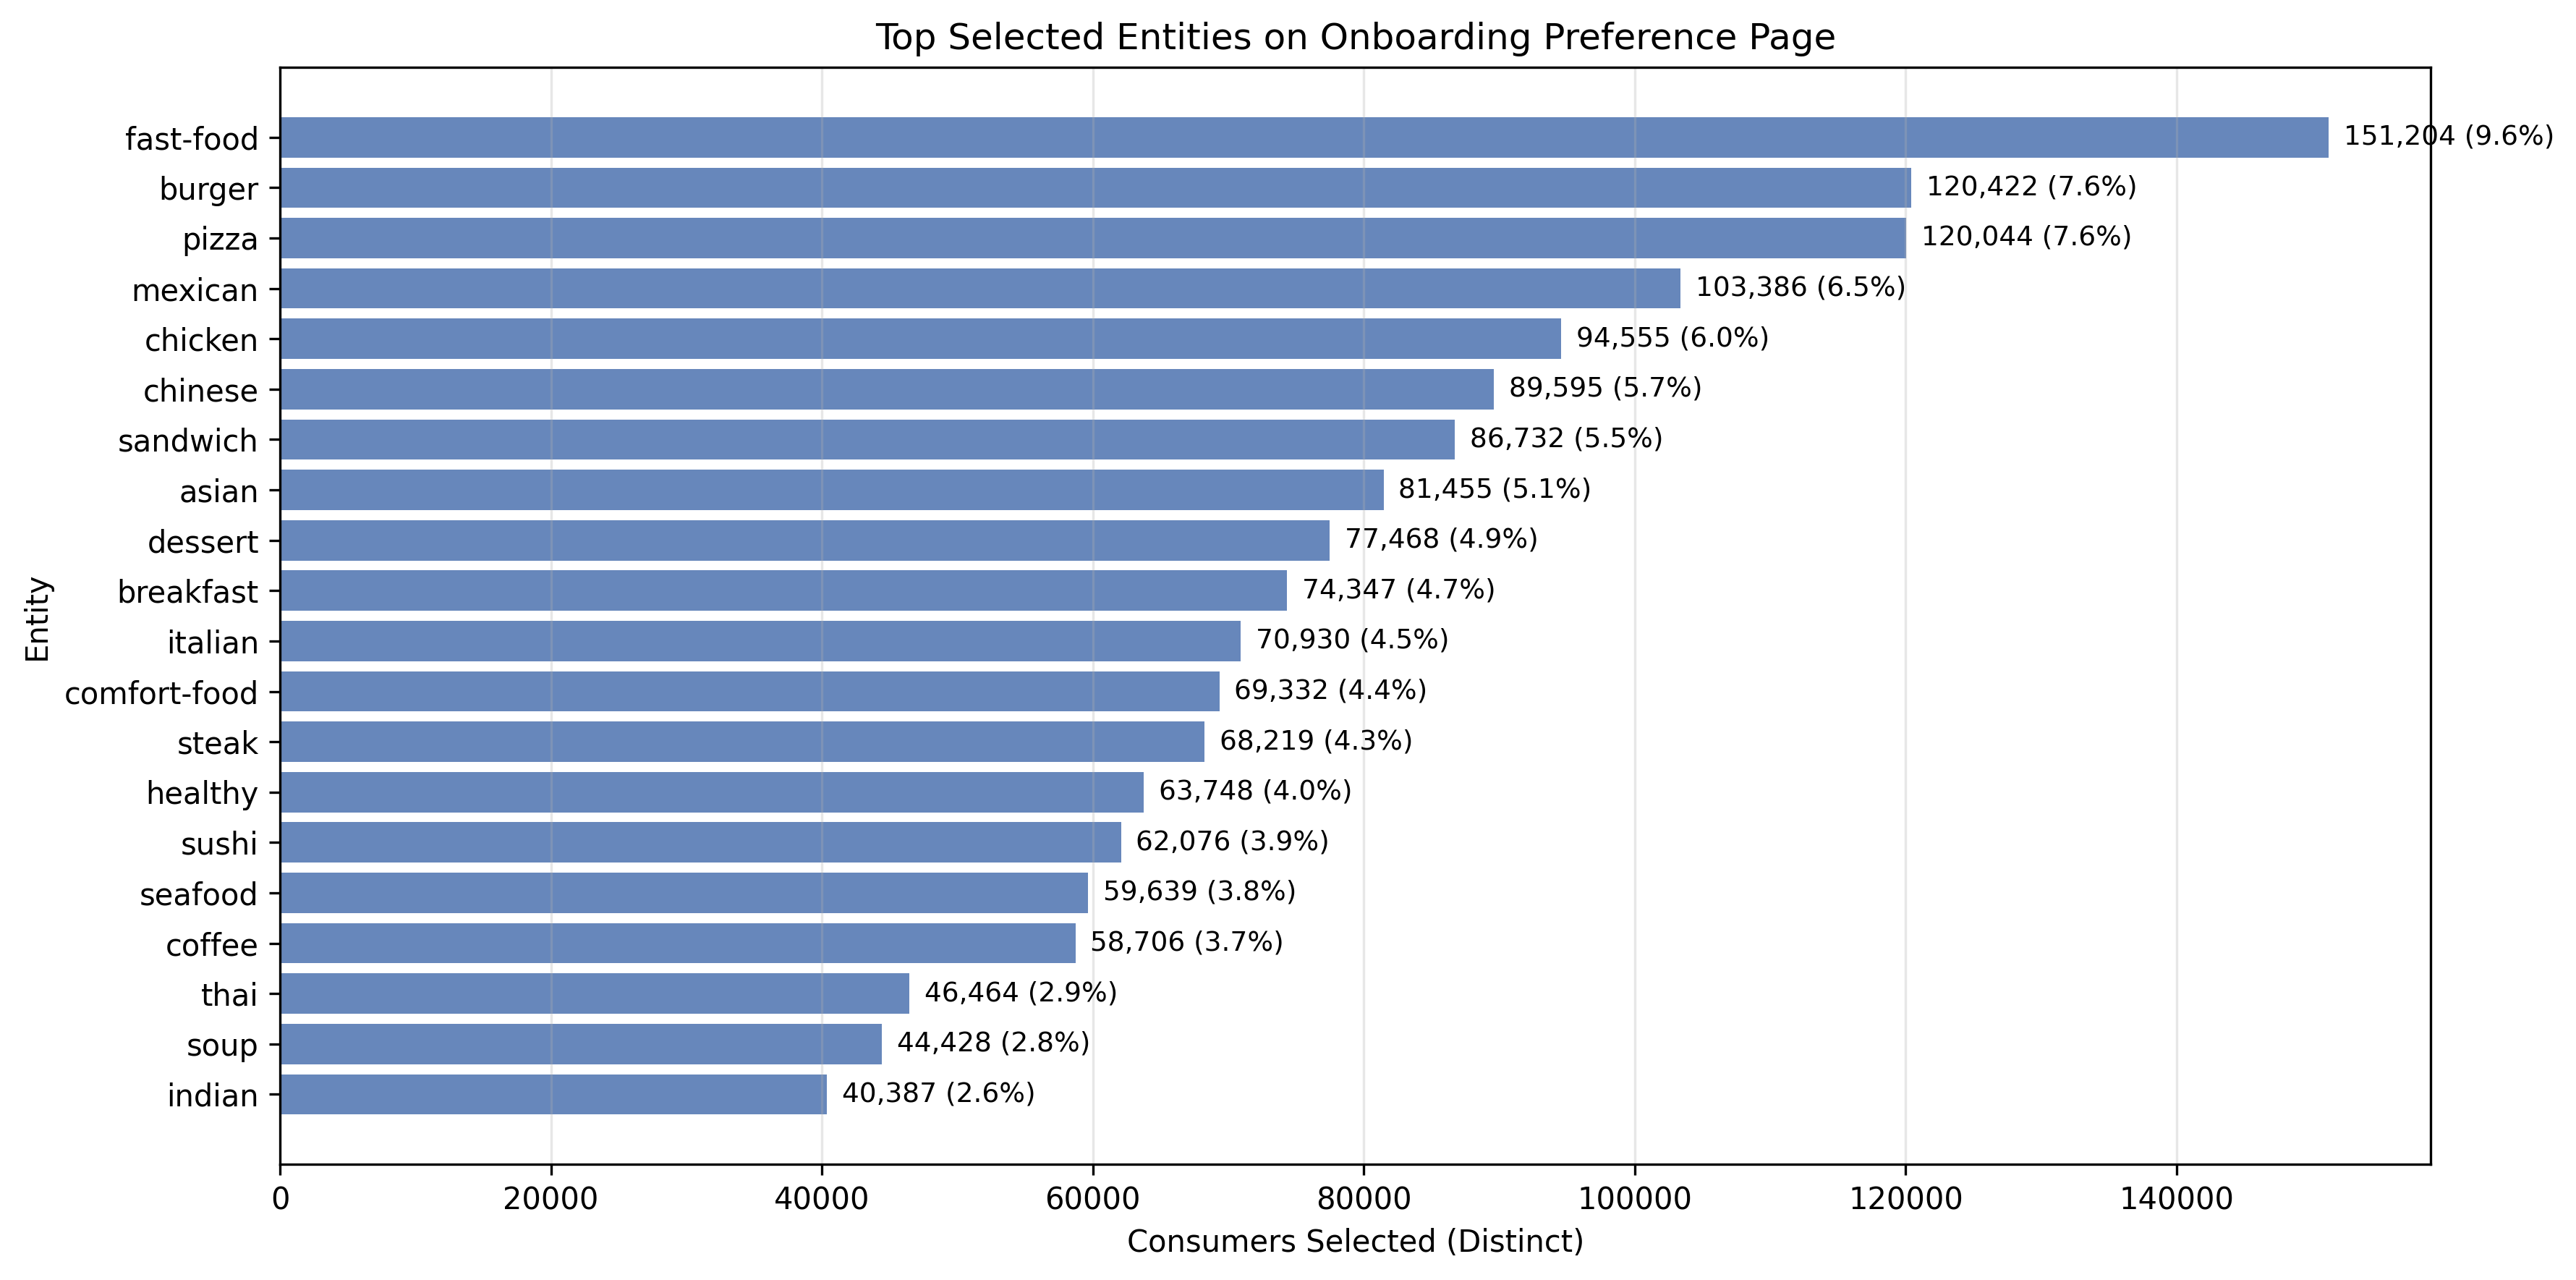 Top Selected Entities on Onboarding Preference Page
fast-food 151,204 (9.6%)
burger 120,422 (7.6%)
pizza 120,044 (7.6%)
mexican 103,386 (6.5%)
chicken 94,555 (6.0%)
chinese 89,595 (5.7%)
sandwich 86,732 (5.5%)
asian 81,455 (5.1%)
dessert 77,468 (4.9%)
breakfast 74,347 (4.7%)
italian 70,930 (4.5%)
comfort-food 69,332 (4.4%)
steak 68,219 (4.3%)
healthy 63,748 (4.0%)
sushi 62,076 (3.9%)
seafood 59,639 (3.8%)
coffee 58,706 (3.7%)
thai 46,464 (2.9%)
soup 44,428 (2.8%)
indian 40,387 (2.6%)
Entity
0 20000 40000 60000 80000 100000 120000 140000
Consumers Selected (Distinct)